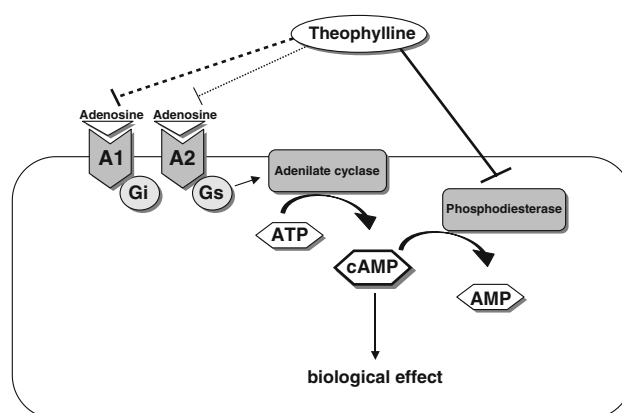 Theophylline
Adenosine Adenosine
A1 A2
Gi Gs
Adenilate cyclase
Phosphodiesterase
ATP
cAMP
AMP
biological effect